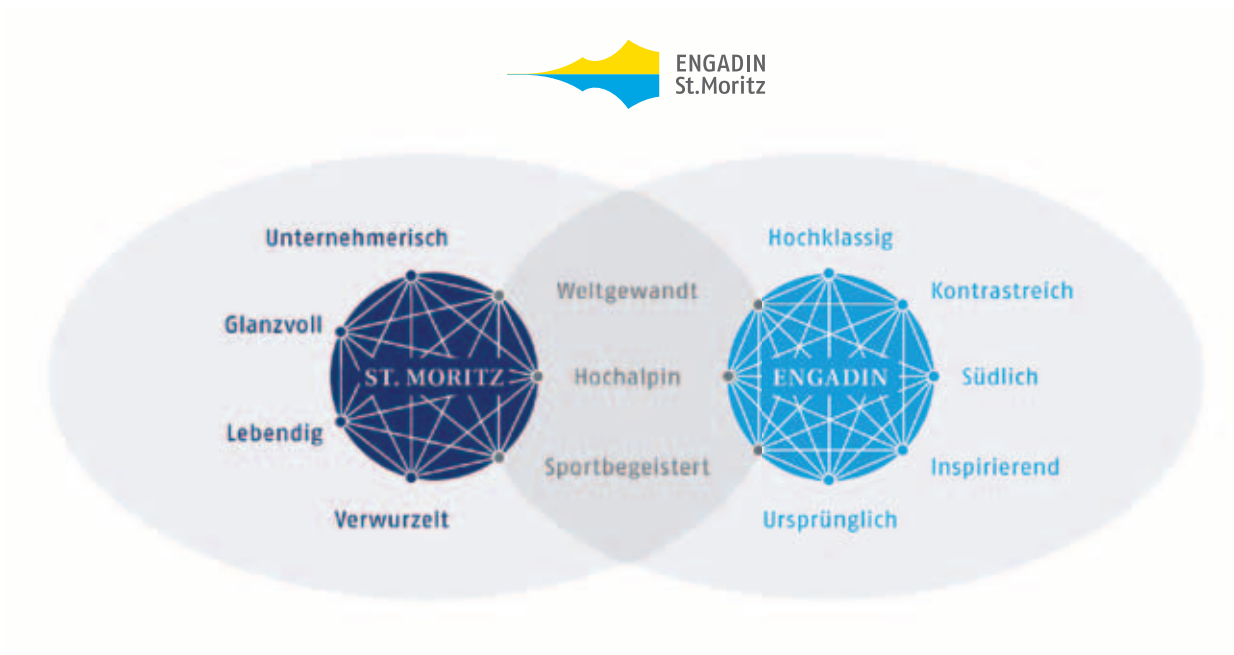 ENGADIN
St.Moritz
Unternehmerisch
Glanzvoll
Lebendig
Verwurzelt
ST. MORITZ
Weltgewandt
Hochalpin
Sportbegeistert
ENGADIN
Hochklassig
Kontrastreich
Südlich
Inspirierend
Ursprünglich